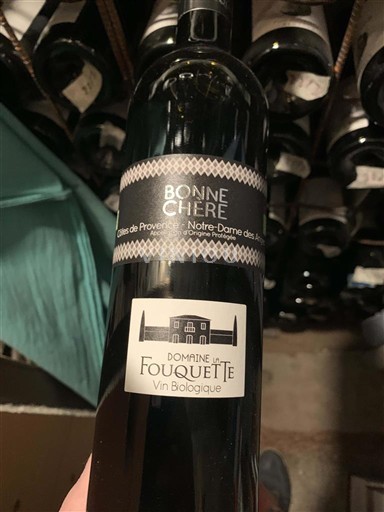 BONNE
CHÈRE
Côtes de Provence - Notre-Dame des
Appellation d'Origine Protégée
DOMAINE LA
FOUQUETTE
Vin Biologique